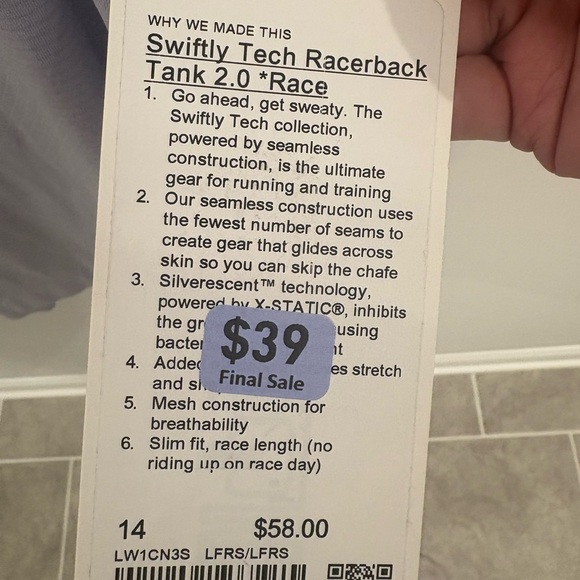 WHY WE MADE THIS
Swiftly Tech Racerback
Tank 2.0 *Race
1. Go ahead, get sweaty. The
Swiftly Tech collection,
powered by seamless
construction, is the ultimate
gear for running and training
2. Our seamless construction uses
the fewest number of seams to
create gear that glides across
skin so you can skip the chafe
3. Silverescent™ technology,
powered by X-STATIC®, inhibits
the
4. es stretch
and
$39
Final Sale
5. Mesh construction for
breathability
6. Slim fit, race length (no
riding up on race day)
14 $58.00
LW1CN3S LFRS/LFRS